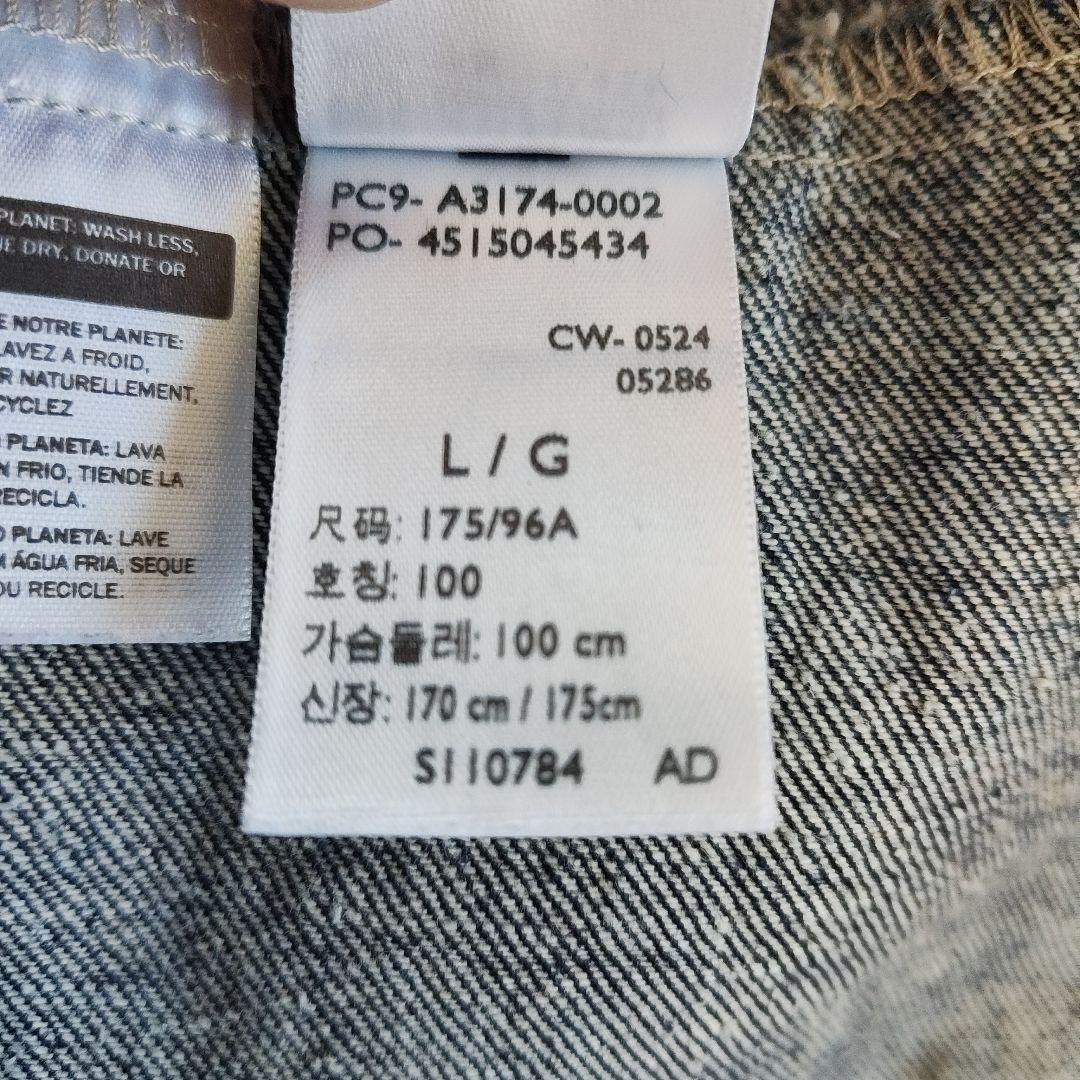 PLANET: WASH LESS,
DRY, DONATE OR
NOTRE PLANETE:
LAVEZ A FROID,
NATURELLEMENT,
PLANETA: LAVA
FRIO, TIENDE LA
RECICLA.
PLANETA: LAVE
ÁGUA FRIA, SEQUE
OU RECICLE.
PC9- A3174-0002
PO- 4515045434
CW- 0524
05286
L / G
尺码: 175/96A
호칭: 100
가슴둘레: 100 cm
신장: 170 cm / 175cm
S110784 AD